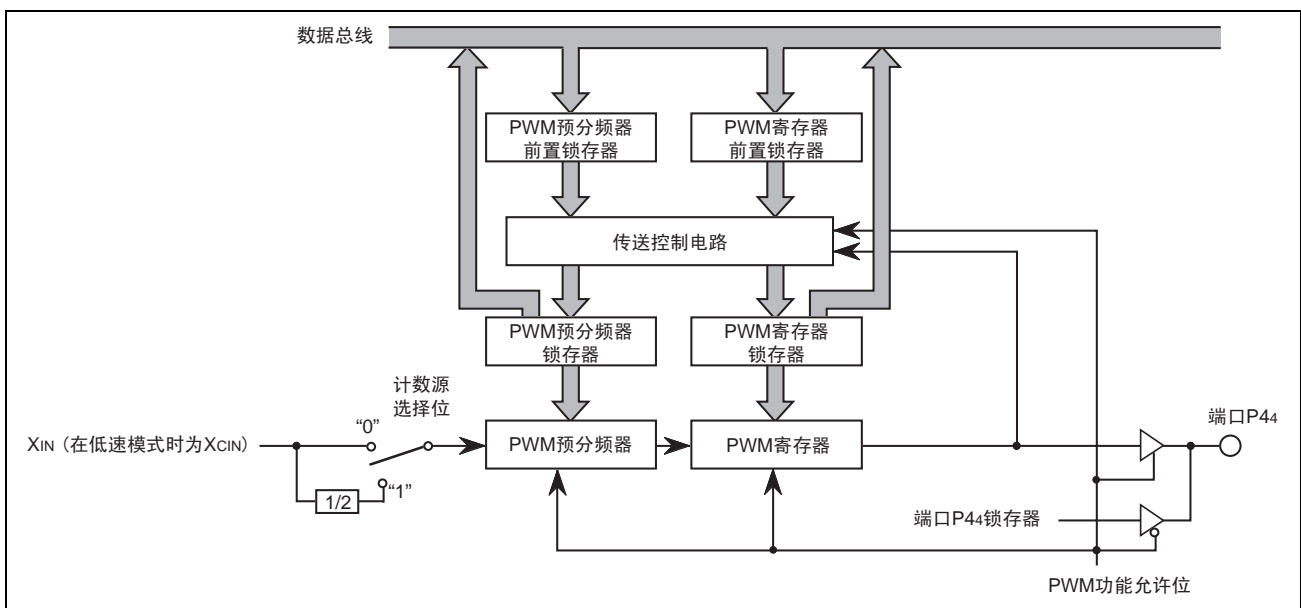 数据总线
PWM预分频器
前置锁存器
PWM寄存器
前置锁存器
传送控制电路
PWM预分频器
锁存器
PWM寄存器
锁存器
计数源
选择位
“0”
XIN (在低速模式时为XCIN)
“1”
1/2
PWM预分频器
PWM寄存器
端口P44
端口P44锁存器
PWM功能允许位